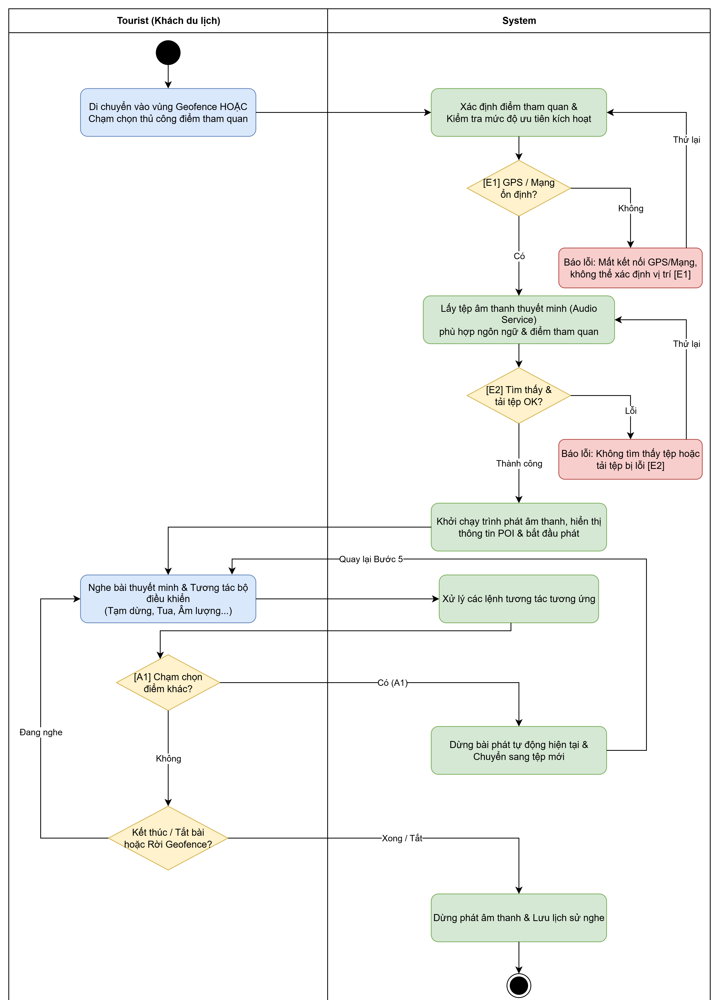 Tourist (Khách du lịch)
System
Di chuyển vào vùng Geofence HOẶC
Chạm chọn thủ công điểm tham quan
Xác định điểm tham quan &
Kiểm tra mức độ ưu tiên kích hoạt
Thử lại
[E1] GPS / Mạng
ổn định?
Không
Có
Báo lỗi: Mất kết nối GPS/Mạng,
không thể xác định vị trí [E1]
Lấy tệp âm thanh thuyết minh (Audio
Service)
phù hợp ngôn ngữ & điểm tham quan
Thử lại
[E2] Tìm thấy &
tải tệp OK?
Lỗi
Báo lỗi: Không tìm thấy tệp hoặc
tải tệp bị lỗi [E2]
Thành công
Khởi chạy trình phát âm thanh, hiển thị
thông tin POI & bắt đầu phát
Quay lại Bước 5
Nghe bài thuyết minh & Tương tác bộ
điều khiển
(Tạm dừng, Tua, Âm lượng...)
Xử lý các lệnh tương tác tương ứng
[A1] Chạm chọn
điểm khác?
Có (A1)
Đang nghe
Không
Dừng bài phát tự động hiện tại &
Chuyển sang tệp mới
Kết thúc / Tắt bài
hoặc Rời Geofence?
Xong / Tắt
Dừng phát âm thanh & Lưu lịch sử nghe